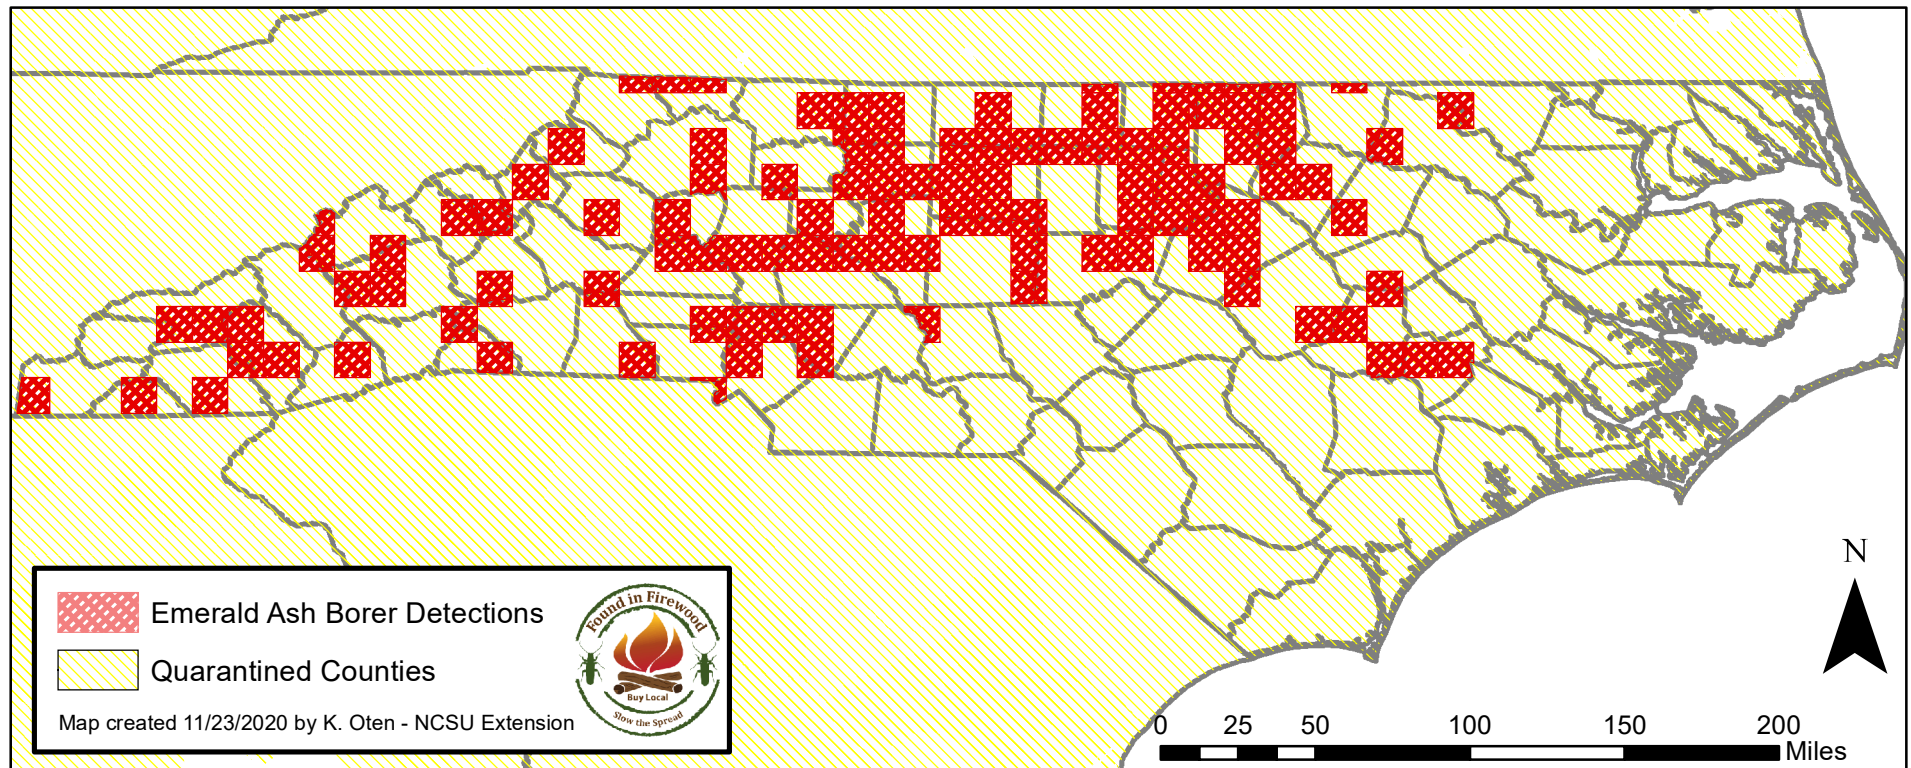 Emerald Ash Borer Detections
Quarantined Counties
Map created 11/23/2020 by K. Oten - NCSU Extension
Found in Firewood
Buy Local
Slow the Spread
N
0 25 50 100 150 200
Miles